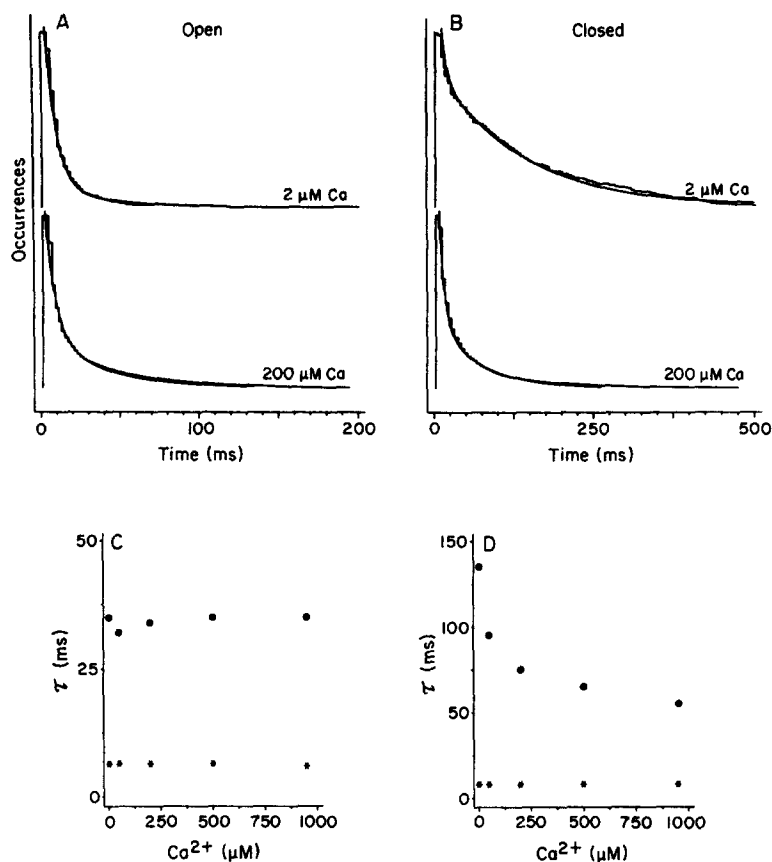 A
Open
B
Closed
Occurrences
2 μM Ca
2 μM Ca
200 μM Ca
200 μM Ca
0
100
200
Time (ms)
0
250
500
Time (ms)
C
50
25
0
τ (ms)
0
250
500
750
1000
Ca2+ (μM)
D
150
100
50
0
τ (ms)
0
250
500
750
1000
Ca2+ (μM)